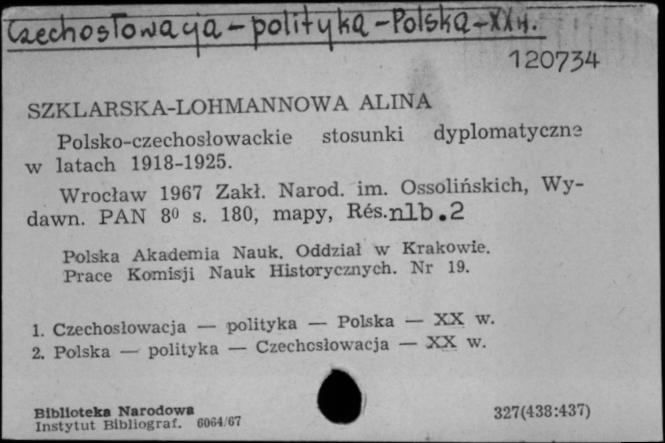 Czechosłowacja-polityka-Polska-XX w.
120734
SZKLARSKA-LOHMANNOWA ALINA
Polsko-czechosłowackie stosunki dyplomatyczne
w latach 1918-1925.
Wrocław 1967 Zakł. Narod. im. Ossolińskich, Wy-
dawn. PAN 8⁰ s. 180, mapy, Rés.nlb.2
Polska Akademia Nauk. Oddział w Krakowie.
Prace Komisji Nauk Historycznych. Nr 19.
1. Czechosłowacja — polityka — Polska — XX w.
2. Polska — polityka — Czechosłowacja — XX w.
Biblioteka Narodowa
Instytut Bibliograf. 6064/67
327(438:437)